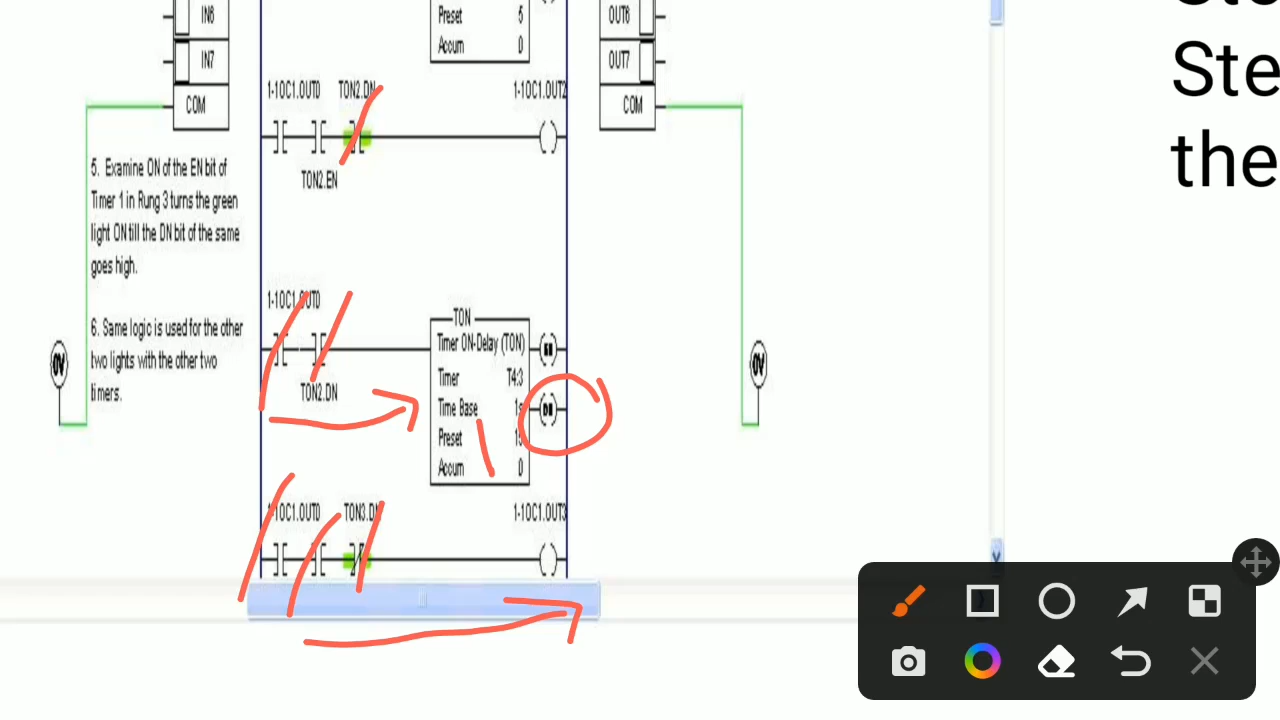 IN6
IN7
COM
5. Examine ON of the EN bit of
Timer 1 in Rung 3 turns the green
light ON till the DN bit of the same
goes high.
6. Same logic is used for the other
two lights with the other two
timers.
0V
Preset 5
Accum 0
1-1OC1.OUT0 TON2.DN 1-1OC1.OUT2
TON2.EN
1-1OC1.OUT0
TON2.DN
TON
Timer ON-Delay (TON)
Timer T4:3
Time Base 1s
Preset
Accum 0
EN
DN
1-1OC1.OUT0 TON3.DN 1-1OC1.OUT3
OUT6
OUT7
COM
0V
Ste
the